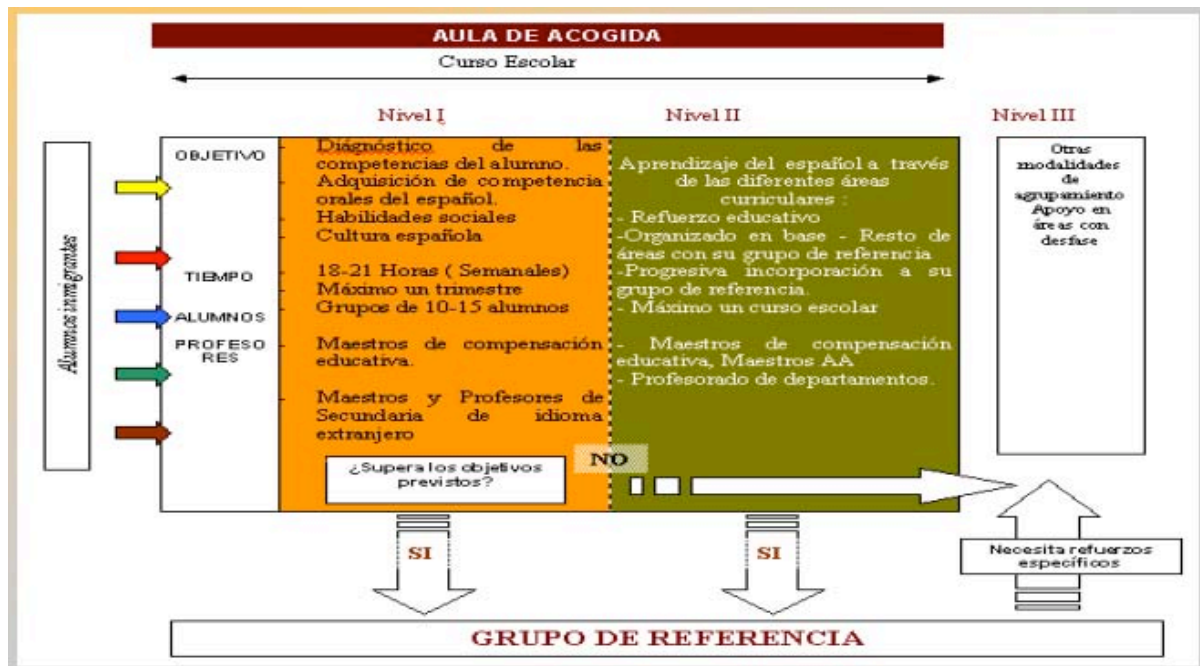 AULA DE ACOGIDA
Curso Escolar
Nivel I
Nivel II
Nivel III
Alumnos inmigrantes
OBJETIVO
TIEMPO
ALUMNOS
PROFESO
RES
- Diágnóstico de las
competencias del alumno.
- Adquisición de competencia
orales del español.
- Habilidades sociales
- Cultura española
- 18-21 Horas ( Semanales)
- Máximo un trimestre
- Grupos de 10-15 alumnos
- Maestros de compensación
educativa.
- Maestros y Profesores de
Secundaria de idioma
extranjero
¿Supera los objetivos
previstos?
Aprendizaje del español a través
de las diferentes áreas
curriculares :
- Refuerzo educativo
-Organizado en base - Resto de
áreas con su grupo de referencia
-Progresiva incorporación a su
grupo de referencia.
- Máximo un curso escolar
- Maestros de compensación
educativa, Maestros AA
- Profesorado de departamentos.
NO
Otras
modalidades
de
agrupamiento
Apoyo en
áreas con
desfase
SI
SI
Necesita refuerzos
específicos
GRUPO DE REFERENCIA